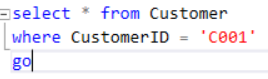 select * from Customer
where CustomerID = 'C001'
go